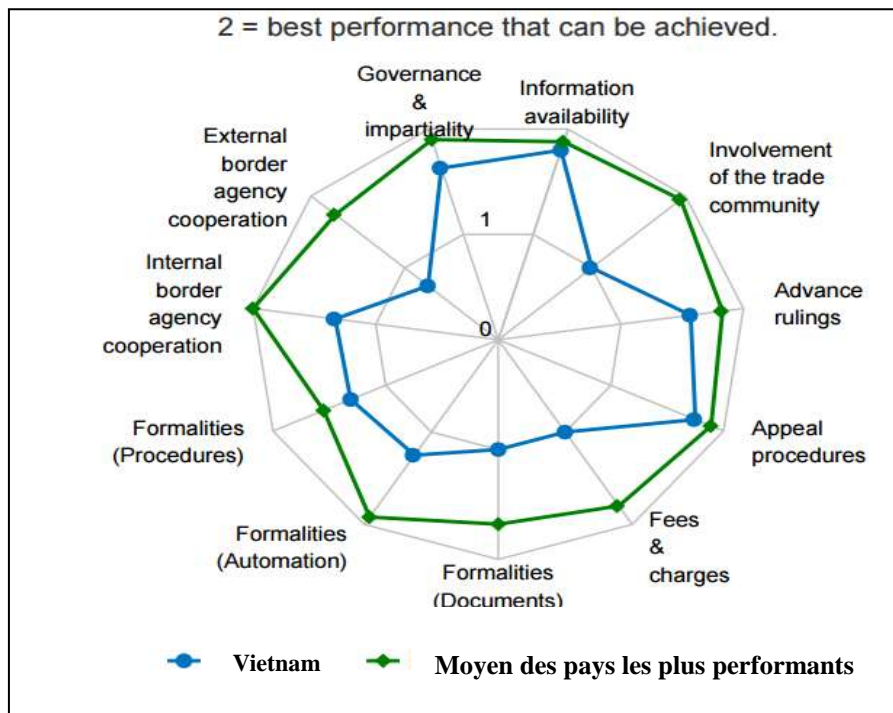 2 = best performance that can be achieved.
Governance
&
impartiality
Information
availability
External
border
agency
cooperation
Involvement
of the trade
community
1
Internal
border
agency
cooperation
Advance
rulings
0
Formalities
(Procedures)
Appeal
procedures
Formalities
(Automation)
Fees
&
charges
Formalities
(Documents)
Vietnam
Moyen des pays les plus performants